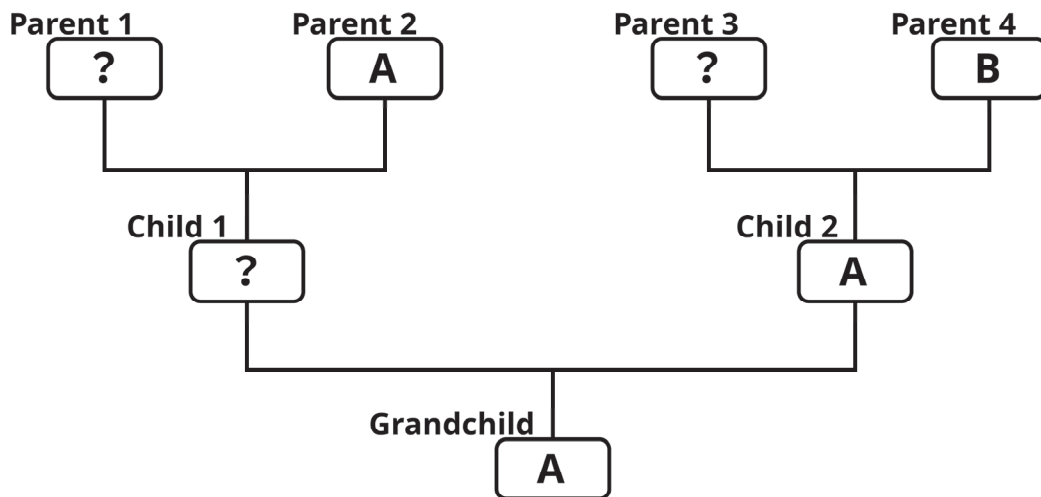 Parent 1
Parent 2
Parent 3
Parent 4
?
A
?
B
Child 1
Child 2
?
A
Grandchild
A